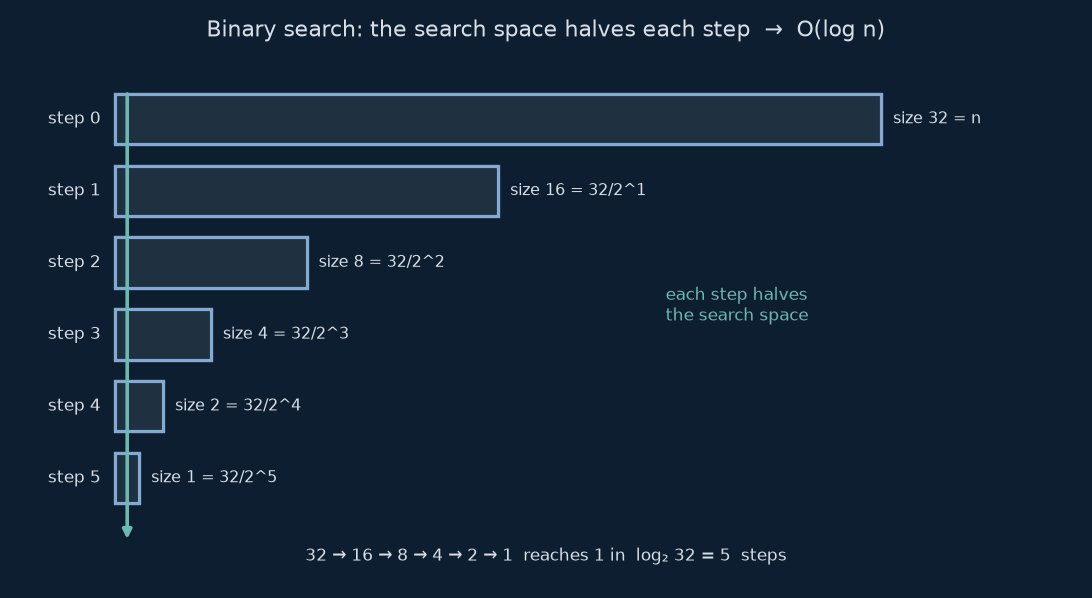 Binary search: the search space halves each step → O(log n)
step 0
size 32 = n
step 1
size 16 = 32/2^1
step 2
size 8 = 32/2^2
each step halves
the search space
step 3
size 4 = 32/2^3
step 4
size 2 = 32/2^4
step 5
size 1 = 32/2^5
32 → 16 → 8 → 4 → 2 → 1 reaches 1 in log₂ 32 = 5 steps